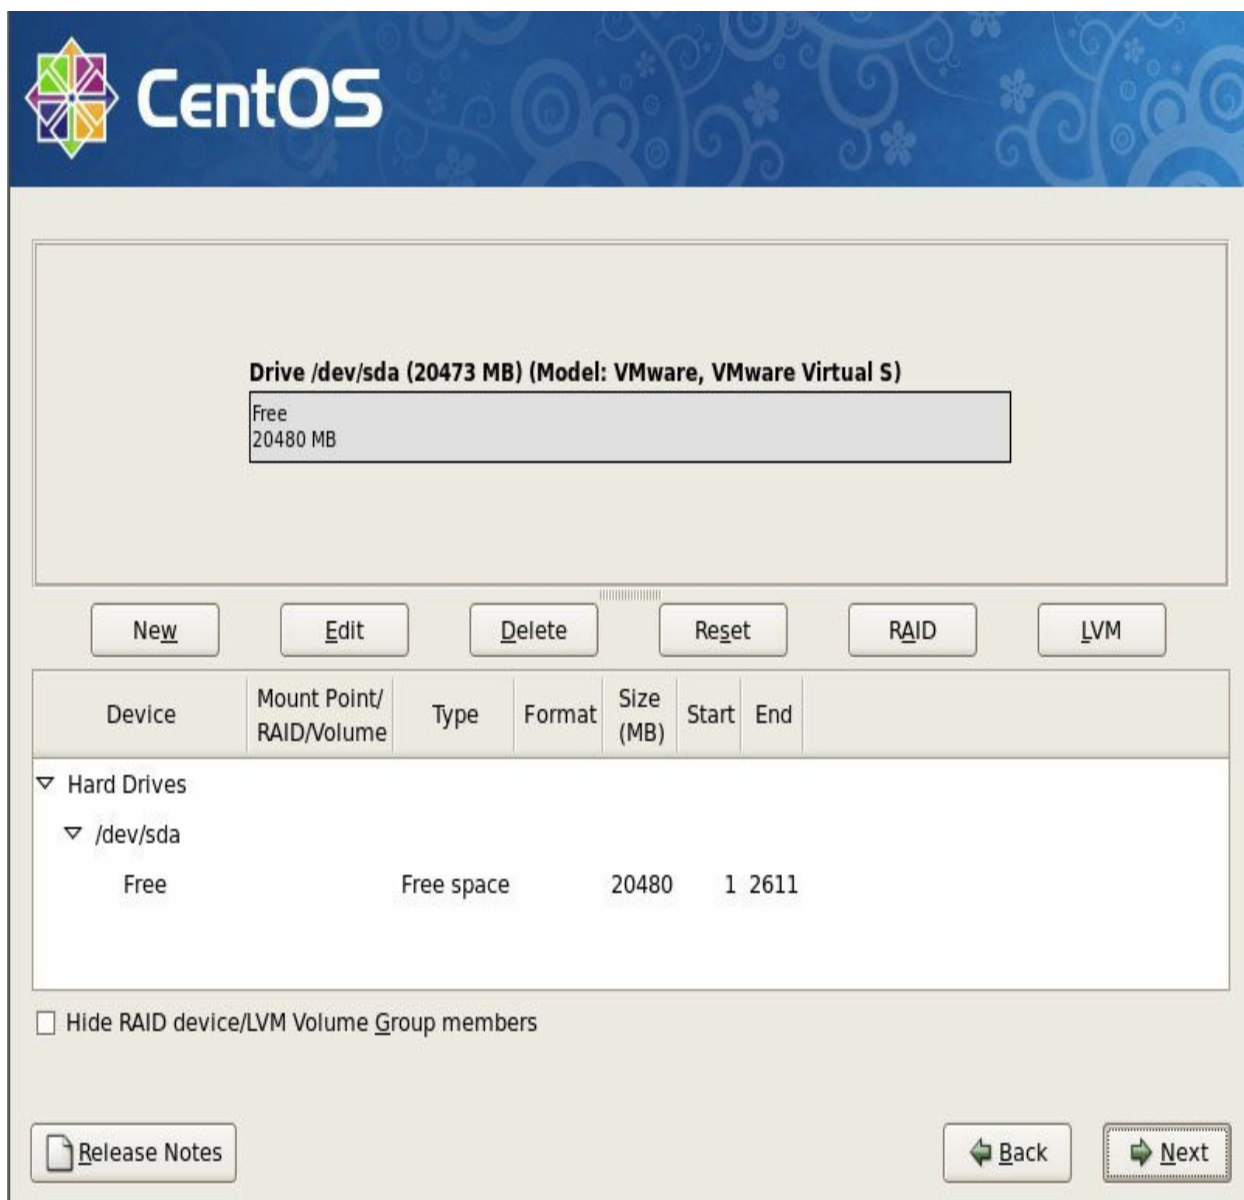 CentOS
Drive /dev/sda (20473 MB) (Model: VMware, VMware Virtual S)
Free
20480 MB
New Edit Delete Reset RAID LVM
Device Mount Point/ RAID/Volume Type Format Size (MB) Start End
Hard Drives
/dev/sda
Free Free space 20480 1 2611
Hide RAID device/LVM Volume Group members
Release Notes Back Next